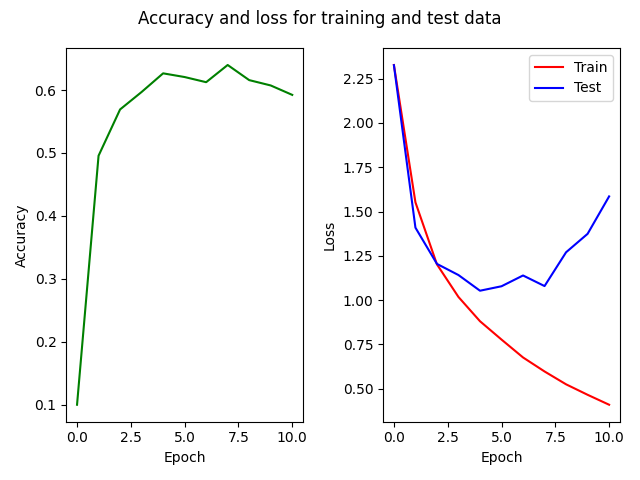 Accuracy and loss for training and test data
0.6
0.5
0.4
0.3
0.2
0.1
Accuracy
0.0 2.5 5.0 7.5 10.0
Epoch
2.25
2.00
1.75
1.50
1.25
1.00
0.75
0.50
Loss
Train
Test
0.0 2.5 5.0 7.5 10.0
Epoch